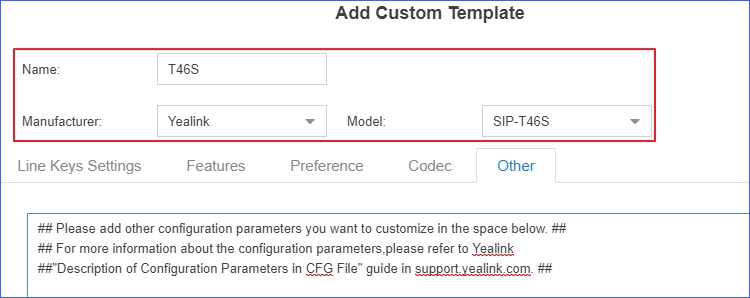 Add Custom Template
Name: T46S
Manufacturer: Yealink Model: SIP-T46S
Line Keys Settings Features Preference Codec Other
## Please add other configuration parameters you want to customize in the space below. ##
## For more information about the configuration parameters,please refer to Yealink
##"Description of Configuration Parameters in CFG File" guide in support.yealink.com. ##